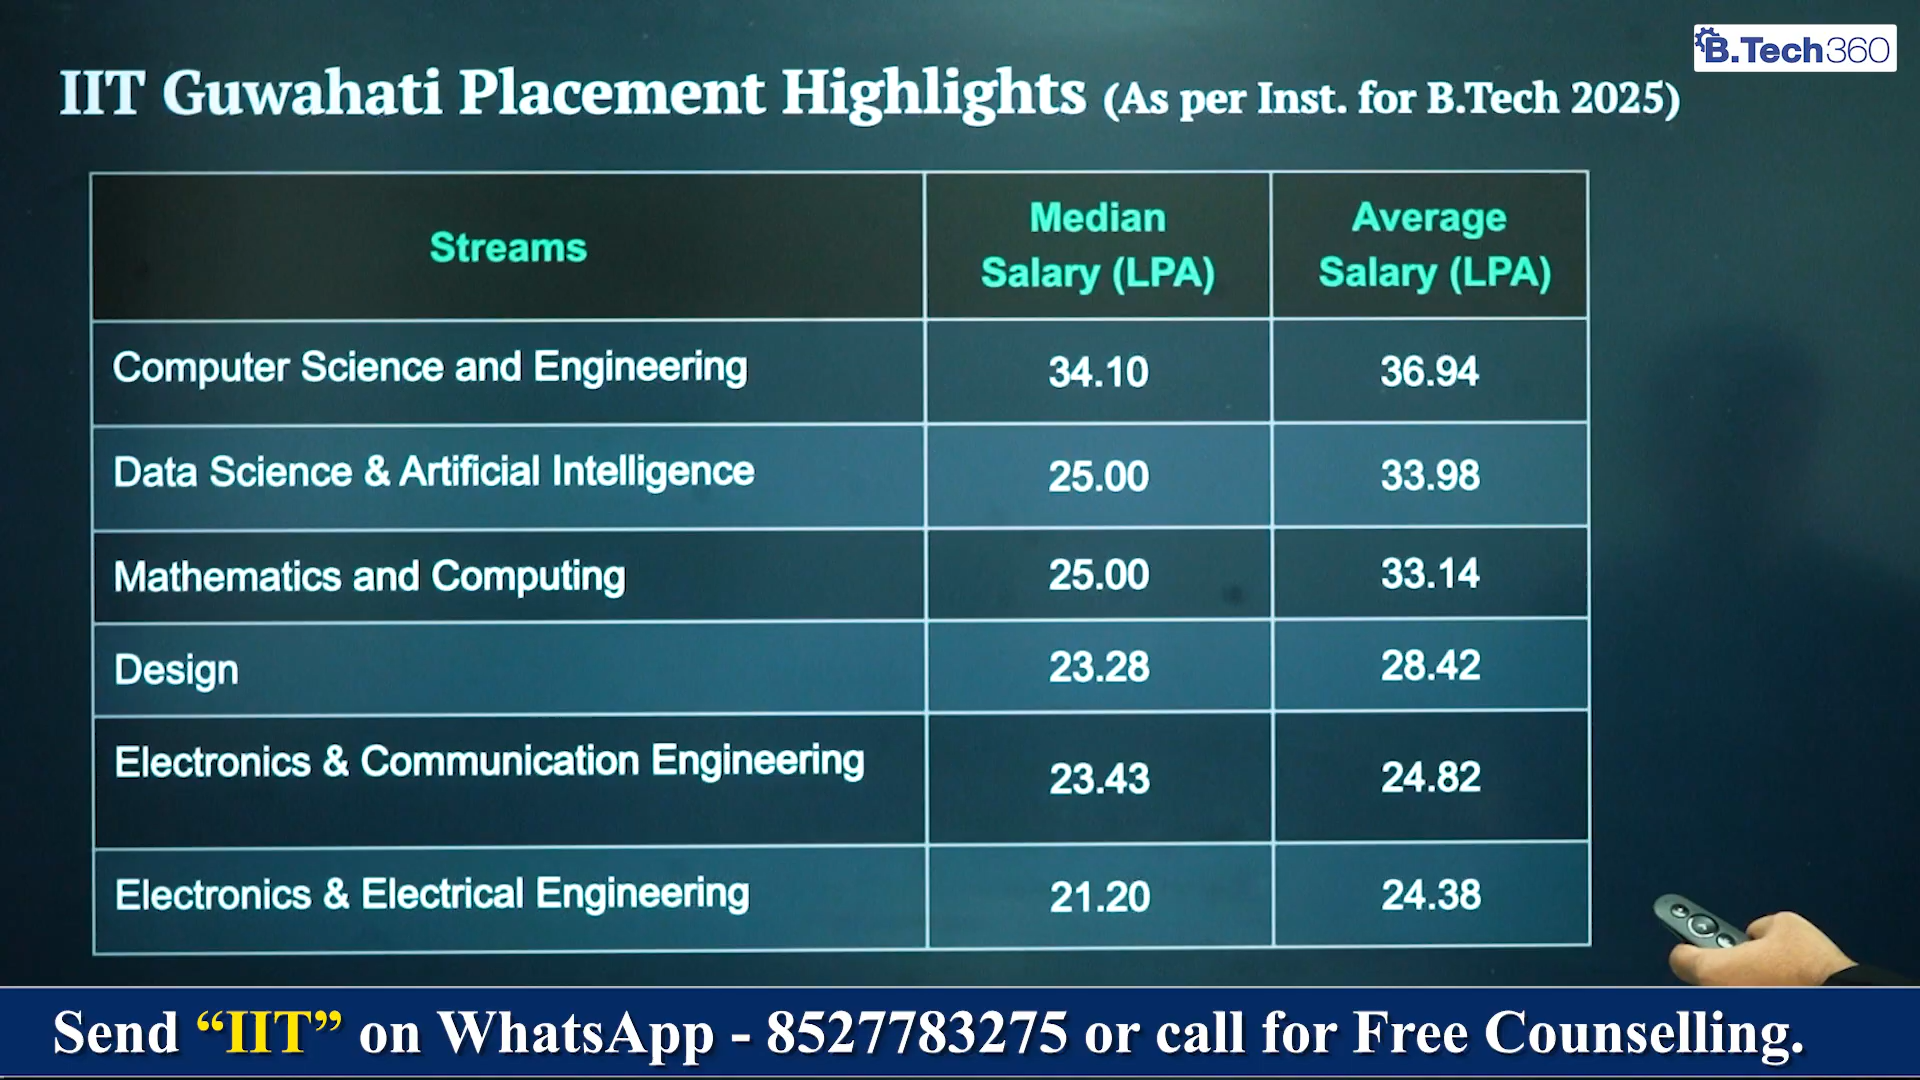 B.Tech360
IIT Guwahati Placement Highlights (As per Inst. for B.Tech 2025)
Streams
Median
Salary (LPA)
Average
Salary (LPA)
Computer Science and Engineering 34.10 36.94
Data Science & Artificial Intelligence 25.00 33.98
Mathematics and Computing 25.00 33.14
Design 23.28 28.42
Electronics & Communication Engineering 23.43 24.82
Electronics & Electrical Engineering 21.20 24.38
Send “IIT” on WhatsApp - 8527783275 or call for Free Counselling.